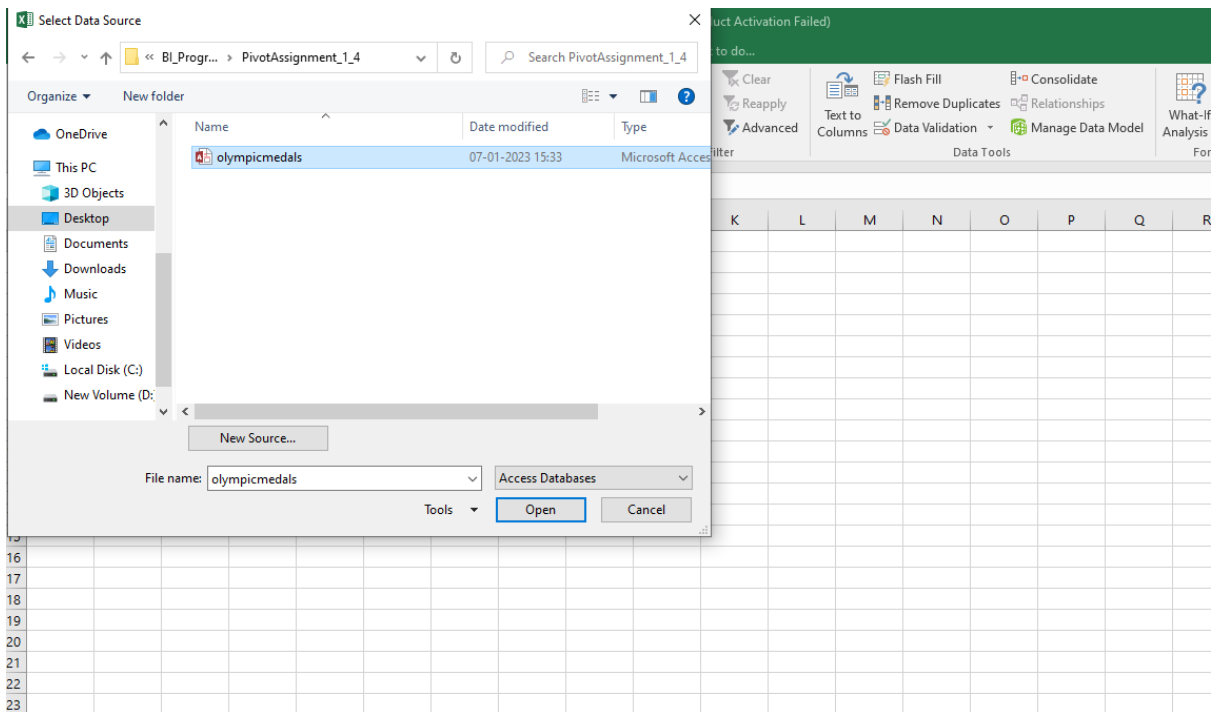 Select Data Source
uct Activation Failed)
« BI_Progr... › PivotAssignment_1_4
Search PivotAssignment_1_4
to do...
Organize
New folder
Name
Date modified
Type
olympicmedals
07-01-2023 15:33
Microsoft Acces
OneDrive
This PC
3D Objects
Desktop
Documents
Downloads
Music
Pictures
Videos
Local Disk (C:)
New Volume (D:
New Source...
File name:
olympicmedals
Access Databases
Tools
Open
Cancel
Clear
Reapply
Advanced
ilter
Text to
Columns
Flash Fill
Remove Duplicates
Data Validation
Consolidate
Relationships
Manage Data Model
Data Tools
What-If
Analysis
For
K L M N O P Q R
15
16
17
18
19
20
21
22
23